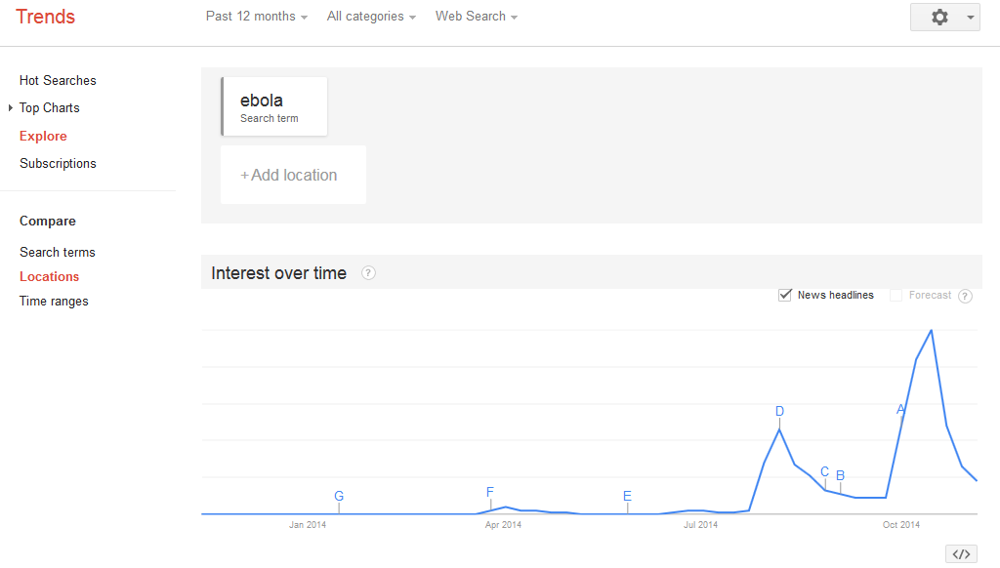 Trends
Past 12 months
All categories
Web Search
Hot Searches
Top Charts
Explore
Subscriptions
Compare
Search terms
Locations
Time ranges
ebola
Search term
+Add location
Interest over time ?
News headlines
Forecast ?
D
A
C
B
G
F
E
Jan 2014
Apr 2014
Jul 2014
Oct 2014
</>